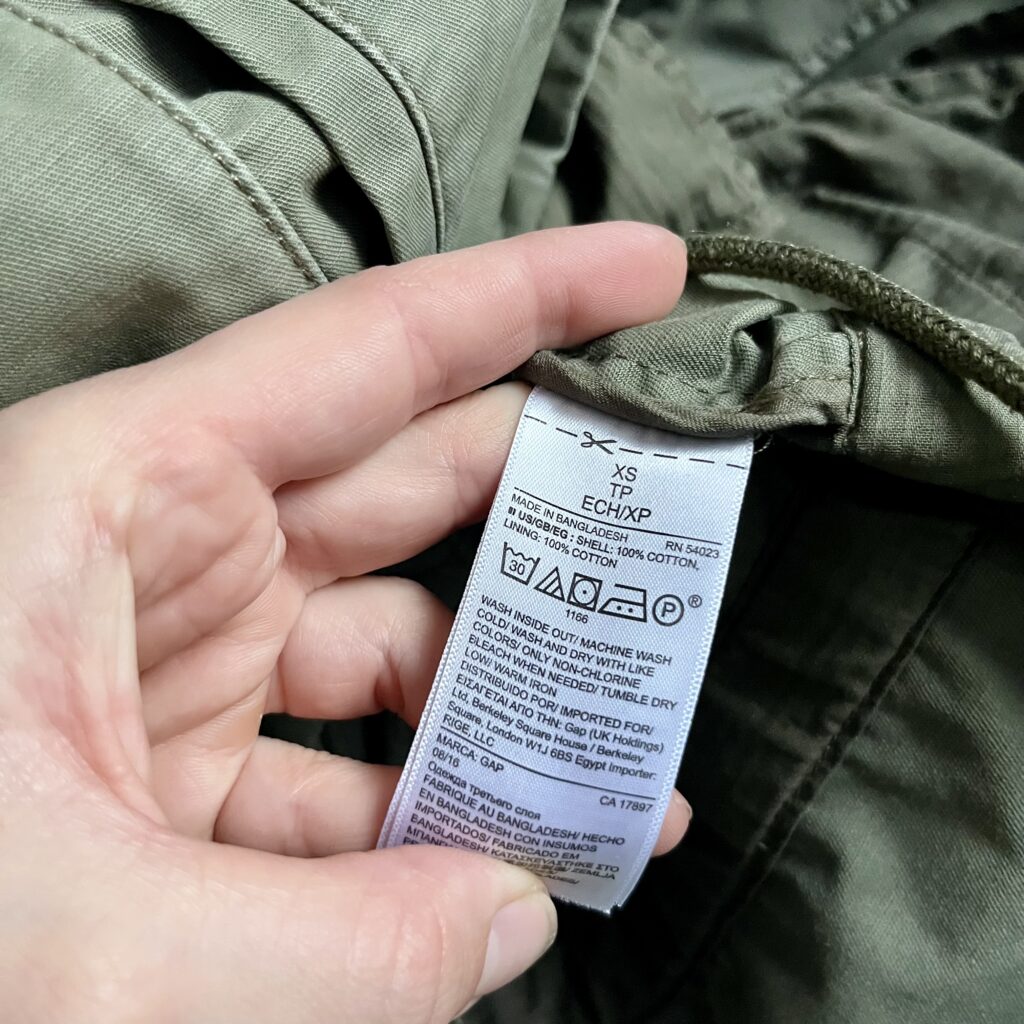 XS
TP
ECH/XP
MADE IN BANGLADESH RN 54023
US/GB/EG : SHELL: 100% COTTON,
LINING: 100% COTTON
30 P ®
1166
WASH INSIDE OUT/ MACHINE WASH
COLD/ WASH AND DRY WITH LIKE
COLORS/ ONLY NON-CHLORINE
BLEACH WHEN NEEDED/ TUMBLE DRY
LOW/ WARM IRON
DISTRIBUIDO POR/ IMPORTED FOR/
ΕΙΣΑΓΕΤΑΙ ΑΠΟ ΤΗΝ: Gap (UK Holdings)
Ltd, Berkeley Square House / Berkeley
Square, London W1J 6BS Egypt Importer:
RIGE, LLC
MARCA: GAP
08/16 CA 17897
Одежда третьего слоя
FABRIQUE AU BANGLADESH/ HECHO
EN BANGLADESH CON INSUMOS
IMPORTADOS/ FABRICADO EM
BANGLADESH/ ΚΑΤΑΣΚΕΥΑΣΤΗΚΕ ΣΤΟ
ΜΠΑΝΓΚΛΑΝΤΕΣ/ ZEMLJA